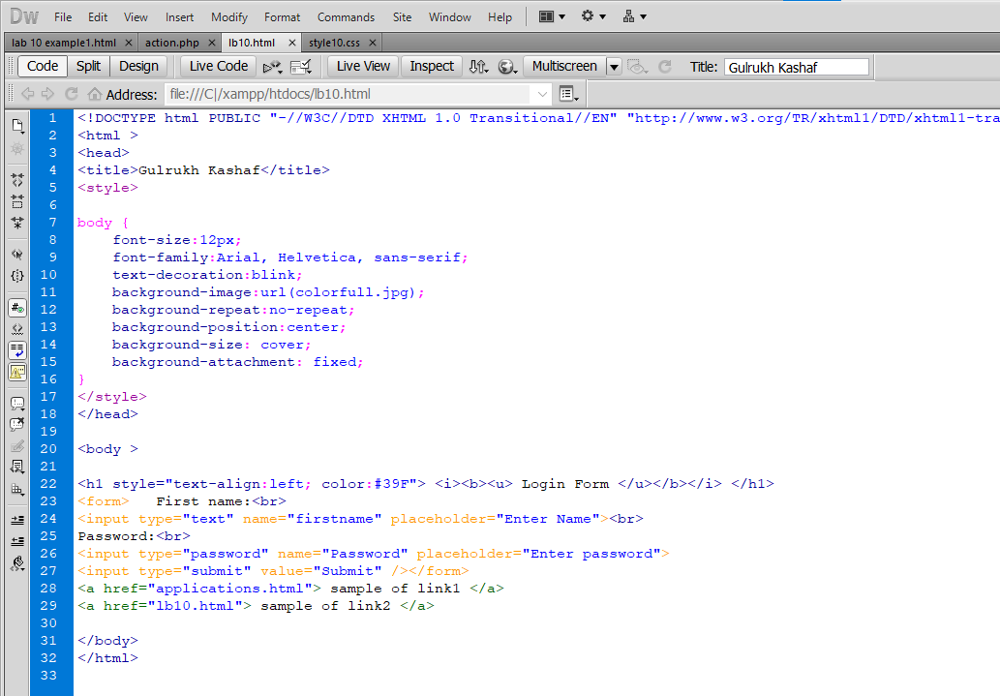 Dw File Edit View Insert Modify Format Commands Site Window Help
lab 10 example1.html × action.php × lb10.html × style10.css ×
Code Split Design Live Code Live View Inspect Multiscreen Title: Gulrukh Kashaf
Address: file:///C|/xampp/htdocs/lb10.html
1 <!DOCTYPE html PUBLIC "-//W3C//DTD XHTML 1.0 Transitional//EN" "http://www.w3.org/TR/xhtml1/DTD/xhtml1-tra
2 <html >
3 <head>
4 <title>Gulrukh Kashaf</title>
5 <style>
6
7 body {
8 font-size:12px;
9 font-family:Arial, Helvetica, sans-serif;
10 text-decoration:blink;
11 background-image:url(colorfull.jpg);
12 background-repeat:no-repeat;
13 background-position:center;
14 background-size: cover;
15 background-attachment: fixed;
16 }
17 </style>
18 </head>
19
20 <body >
21
22 <h1 style="text-align:left; color:#39F"> <i><b><u> Login Form </u></b></i> </h1>
23 <form>   First name:<br>
24 <input type="text" name="firstname" placeholder="Enter Name"><br>
25 Password:<br>
26 <input type="password" name="Password" placeholder="Enter password">
27 <input type="submit" value="Submit" /></form>
28 <a href="applications.html"> sample of link1 </a>
29 <a href="lb10.html"> sample of link2 </a>
30
31 </body>
32 </html>
33